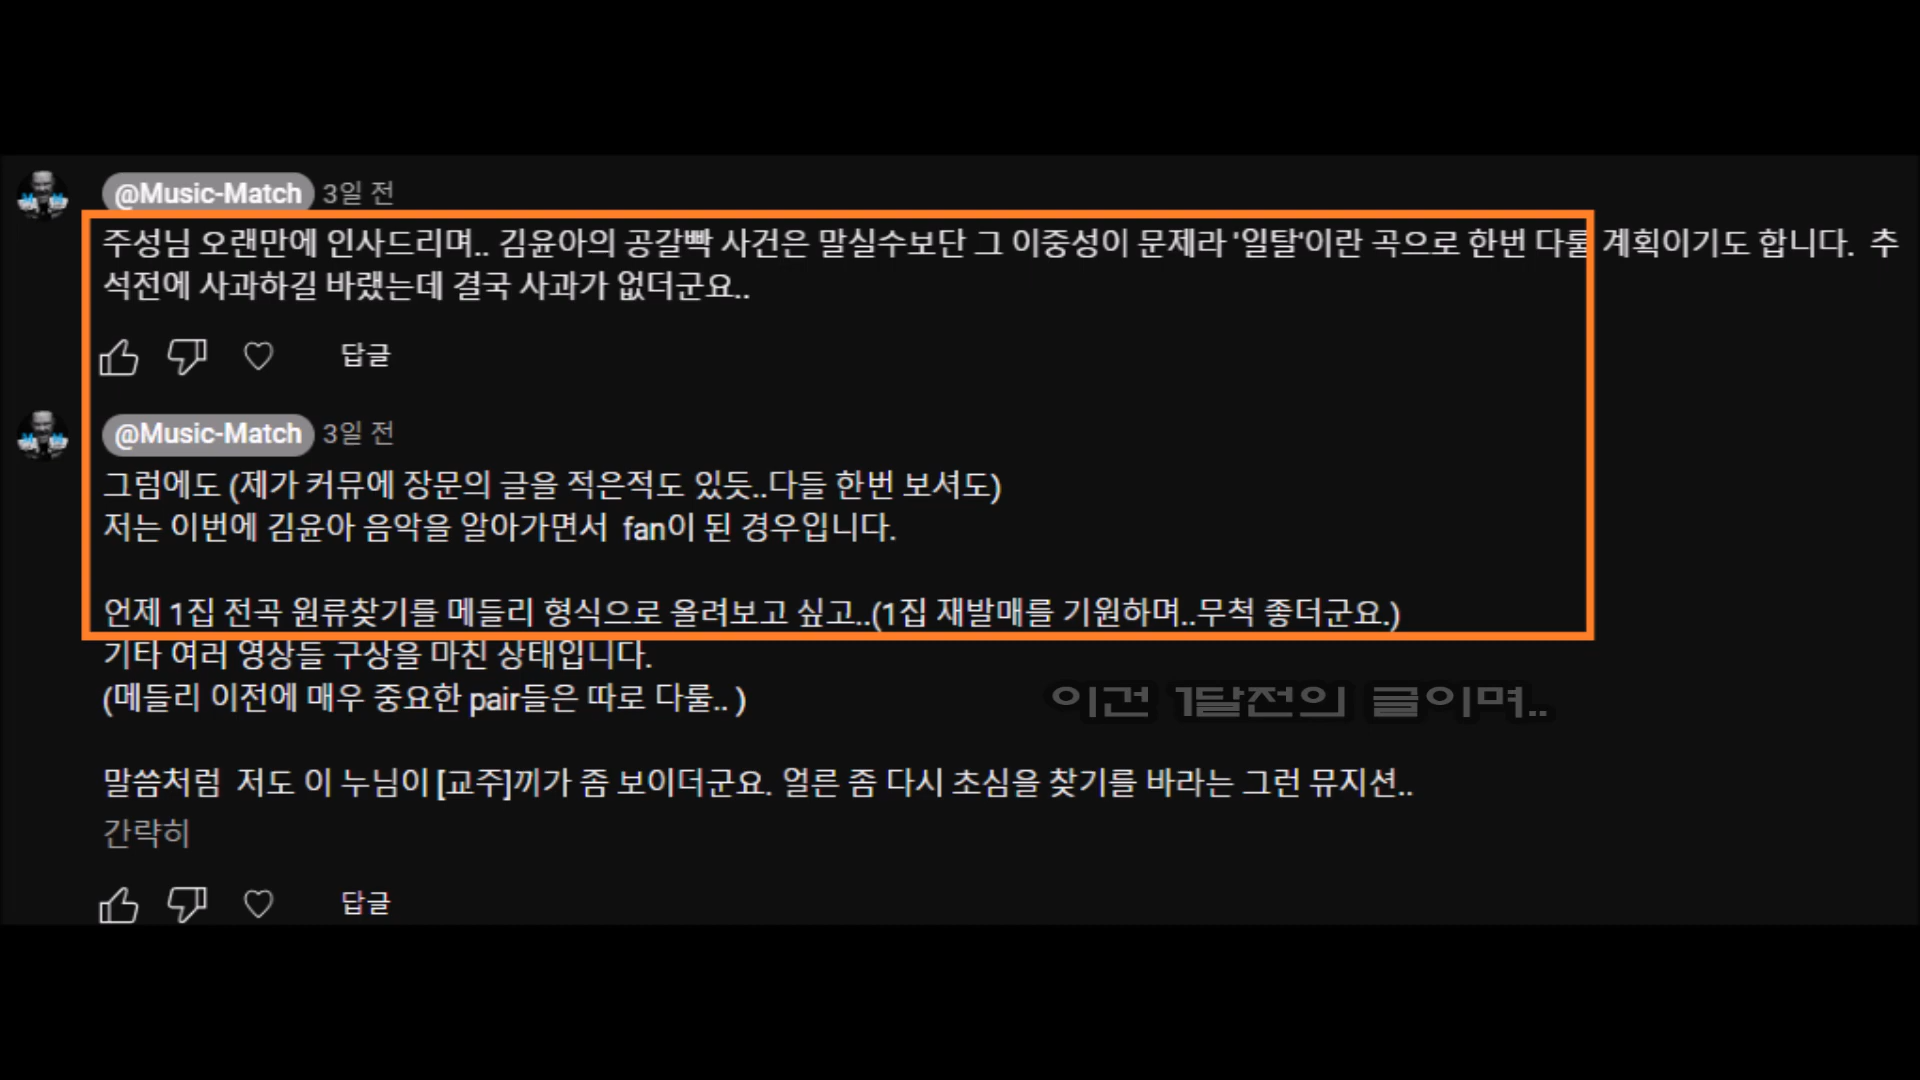 @Music-Match 3일 전
주성님 오랜만에 인사드리며.. 김윤아의 공갈빡 사건은 말실수보단 그 이중성이 문제라 '일탈'이란 곡으로 한번 다룰 계획이기도 합니다. 추
석전에 사과하길 바랬는데 결국 사과가 없더군요..
답글
@Music-Match 3일 전
그럼에도 (제가 커뮤에 장문의 글을 적은적도 있듯..다들 한번 보셔도)
저는 이번에 김윤아 음악을 알아가면서 fan이 된 경우입니다.
언제 1집 전곡 원류찾기를 메들리 형식으로 올려보고 싶고..(1집 재발매를 기원하며..무척 좋더군요.)
기타 여러 영상들 구상을 마친 상태입니다.
(메들리 이전에 매우 중요한 pair들은 따로 다룰.. )
이건 1달전의 글이며..
말씀처럼 저도 이 누님이 [교주]끼가 좀 보이더군요. 얼른 좀 다시 초심을 찾기를 바라는 그런 뮤지션..
간략히
답글